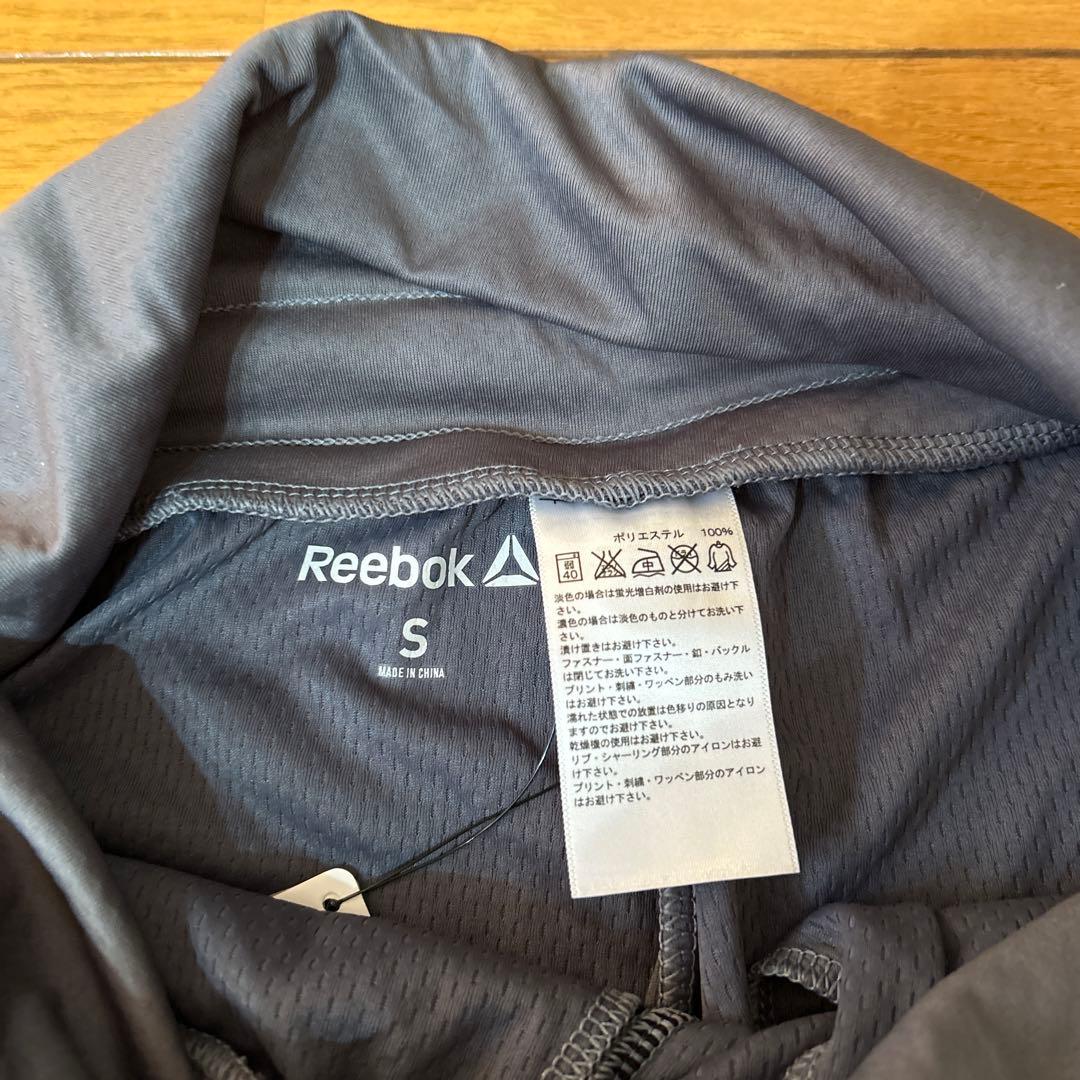 Reebok
S
MADE IN CHINA
ポリエステル 100%
弱
40
中
淡色の場合は蛍光増白剤の使用はお避け下
さい。
濃色の場合は淡色のものと分けてお洗い下
さい。
漬け置きはお避け下さい。
ファスナー・面ファスナー・釦・バックル
は閉じてお洗い下さい。
プリント・刺繍・ワッペン部分のもみ洗い
はお避け下さい。
濡れた状態での放置は色移りの原因となり
ますのでお避け下さい。
乾燥機の使用はお避け下さい。
リブ・シャーリング部分のアイロンはお避
け下さい。
プリント・刺繍・ワッペン部分のアイロン
はお避け下さい。